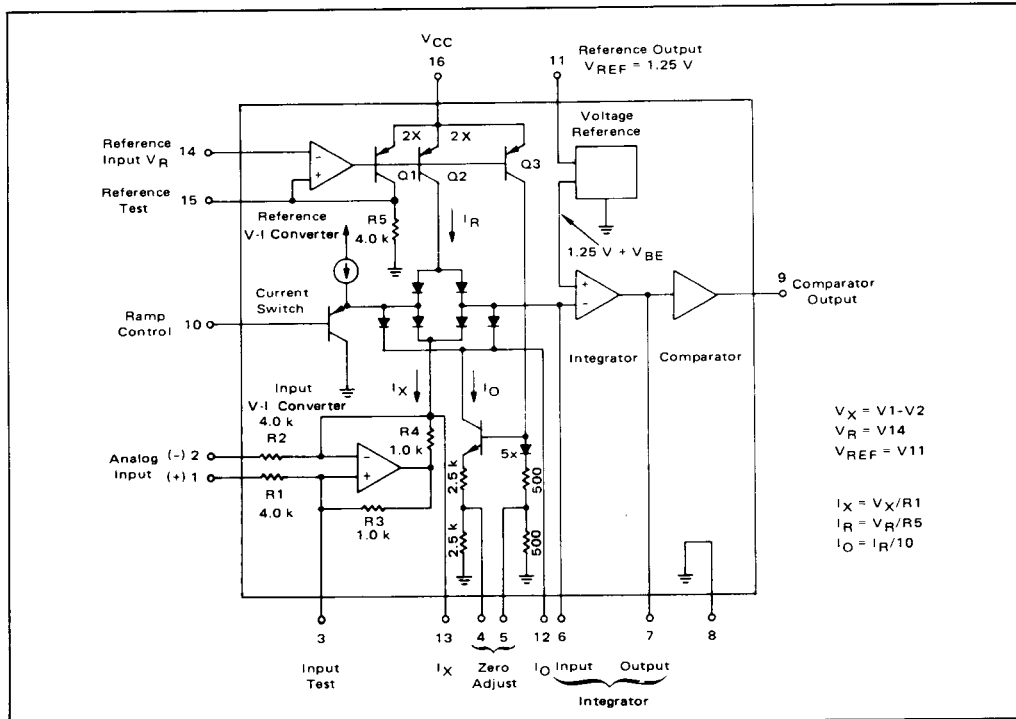 VCC
16
Reference Output
VREF = 1.25 V
11
Voltage
Reference
2X
2X
Reference
Input VR
14
Q1
Q2
Q3
Reference
Test
15
Reference
V-I Converter
R5
4.0 k
IR
1.25 V + VBE
Current
Switch
Ramp
Control
10
9
Comparator
Output
Integrator
Comparator
IX
IO
Input
V-I Converter
4.0 k
R2
R4
1.0 k
5x
Analog
Input
(-) 2
(+) 1
R1
4.0 k
R3
1.0 k
2.5 k
500
2.5 k
500
VX = V1-V2
VR = V14
VREF = V11
IX = VX/R1
IR = VR/R5
IO = IR/10
3
13
4
5
12
6
7
8
Input
Test
IX
Zero
Adjust
IO
Input
Output
Integrator